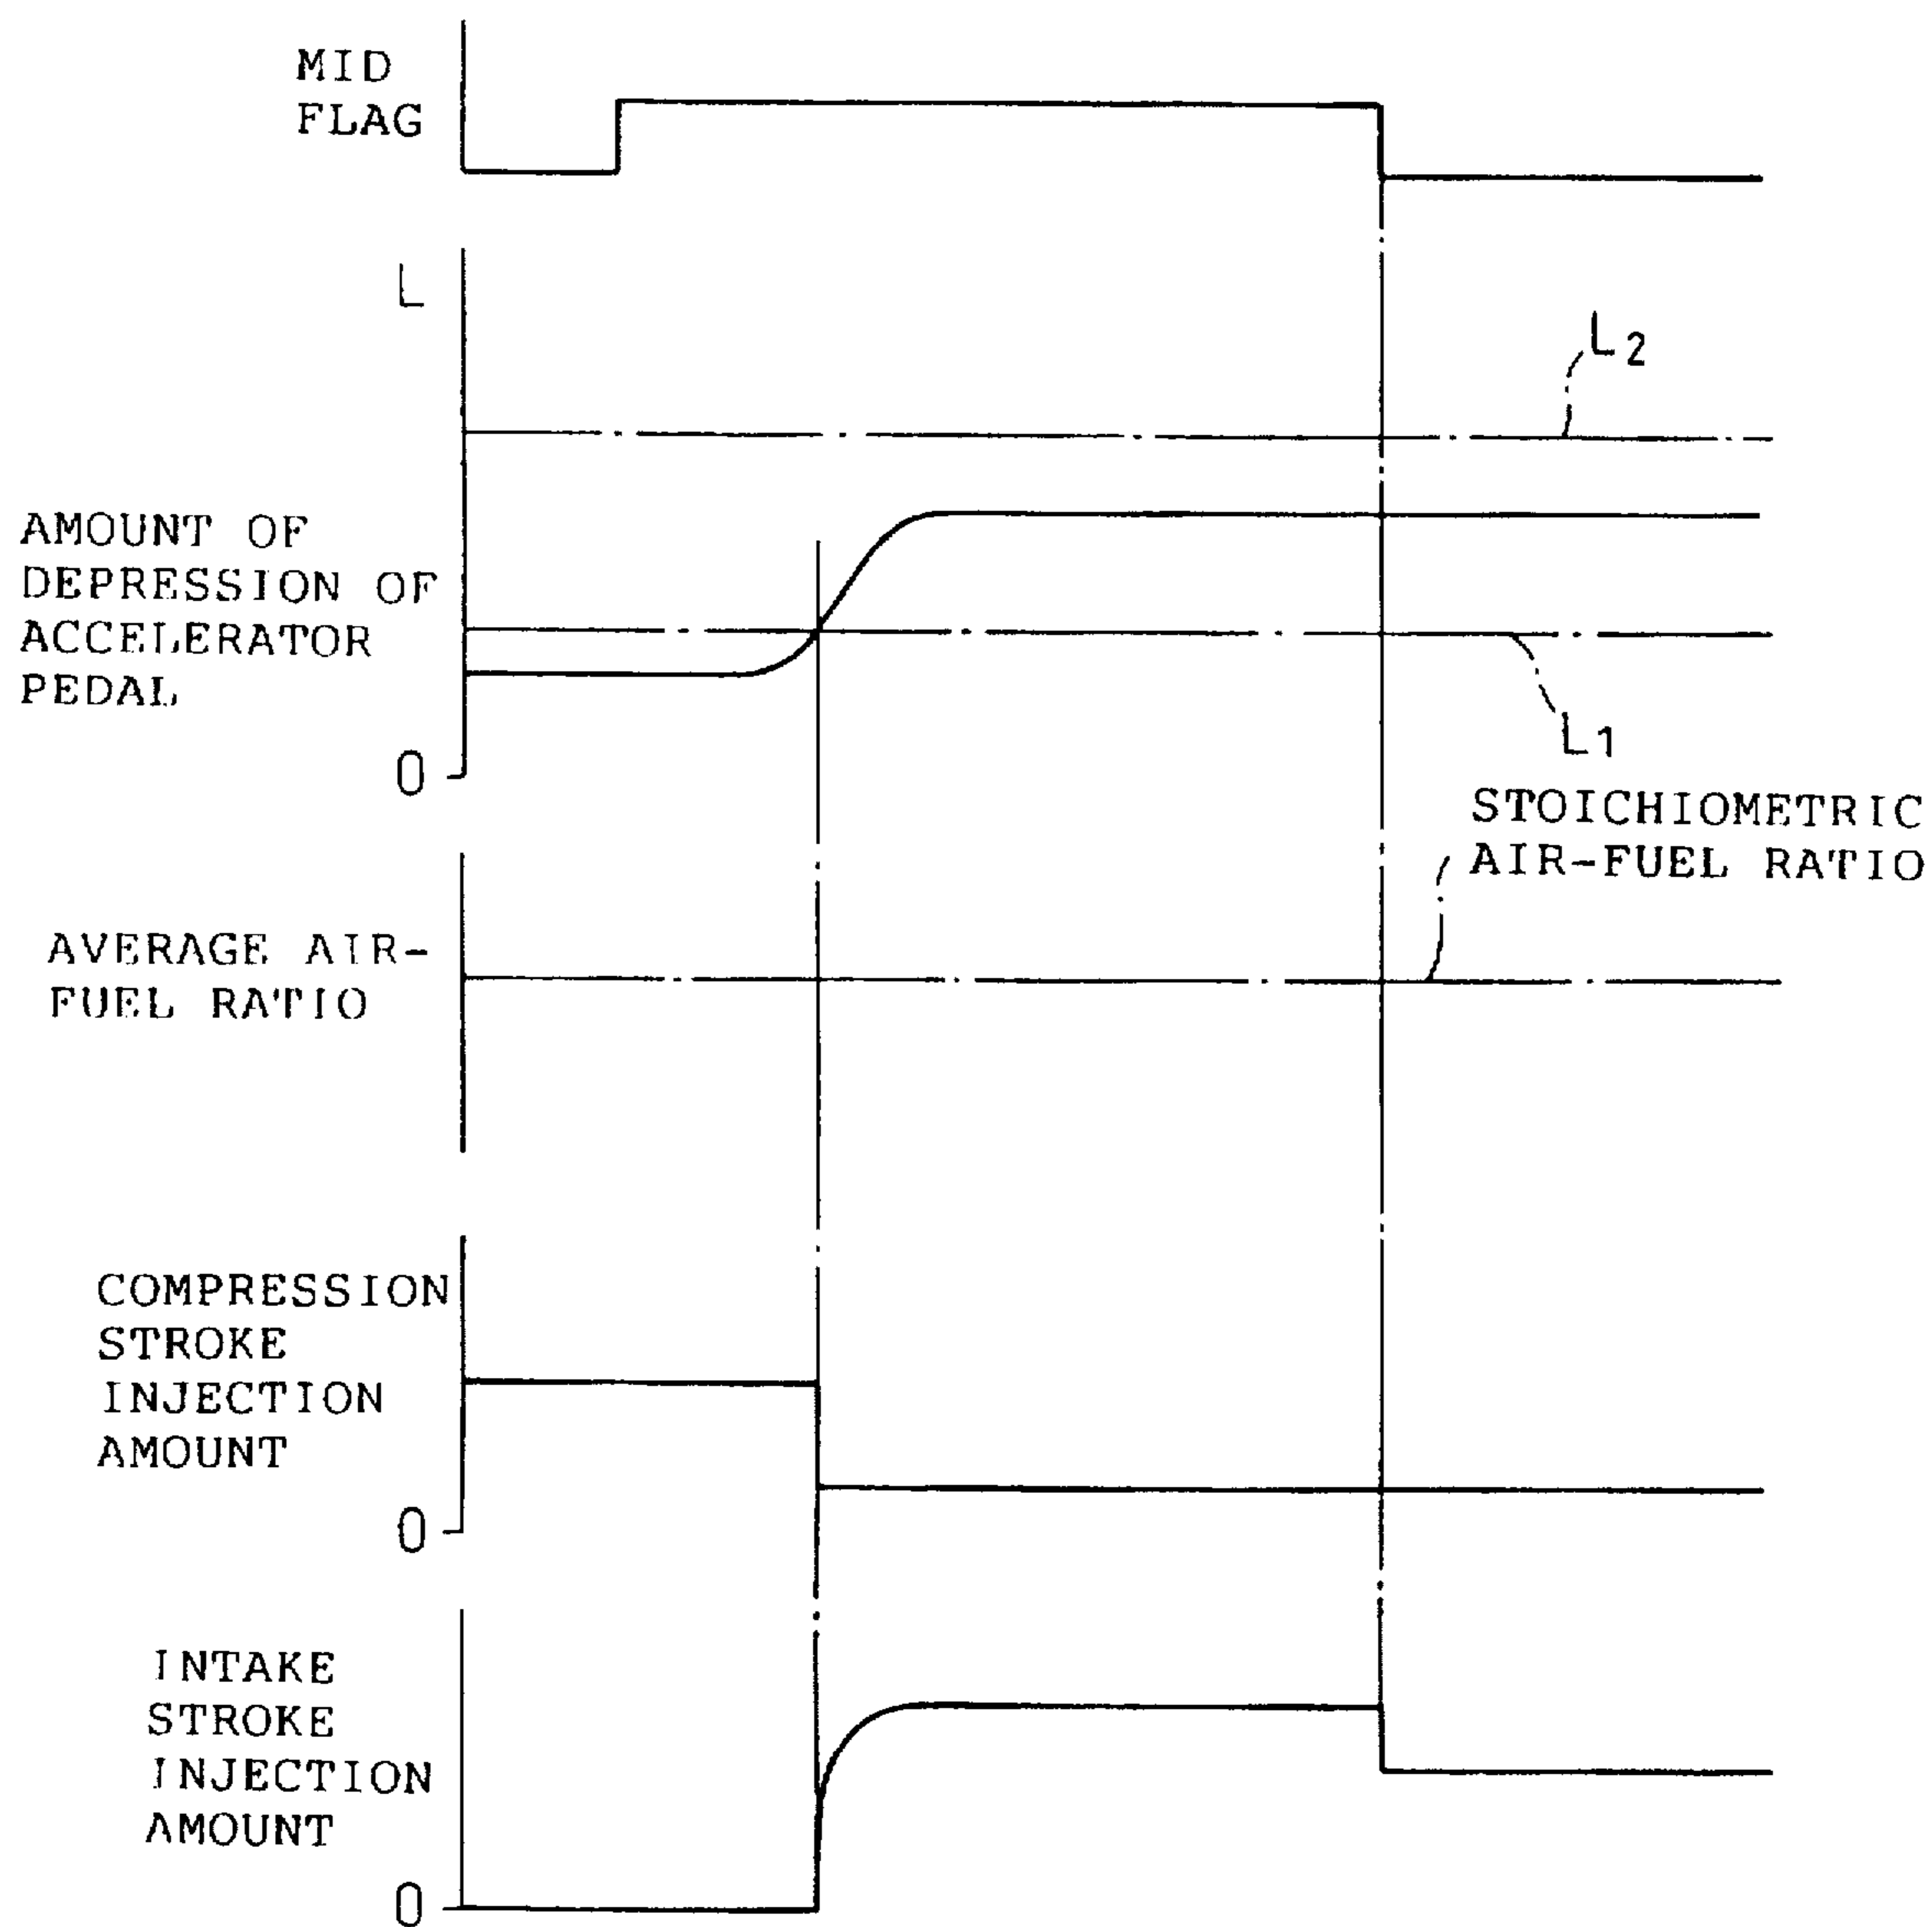 MID
FLAG
L
L2
AMOUNT OF
DEPRESSION OF
ACCELERATOR
PEDAL
L1
0
STOICHIOMETRIC
AIR-FUEL RATIO
AVERAGE AIR-
FUEL RATIO
COMPRESSION
STROKE
INJECTION
AMOUNT
0
INTAKE
STROKE
INJECTION
AMOUNT
0